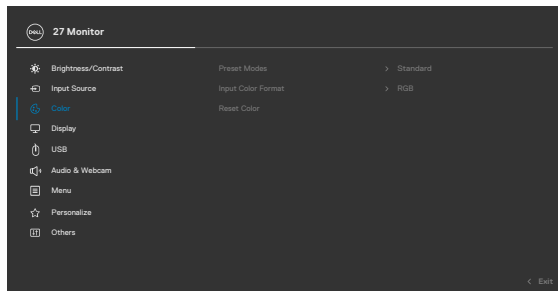 DELL 27 Monitor
Brightness/Contrast Preset Modes > Standard
Input Source Input Color Format > RGB
Color Reset Color
Display
USB
Audio & Webcam
Menu
Personalize
Others
< Exit